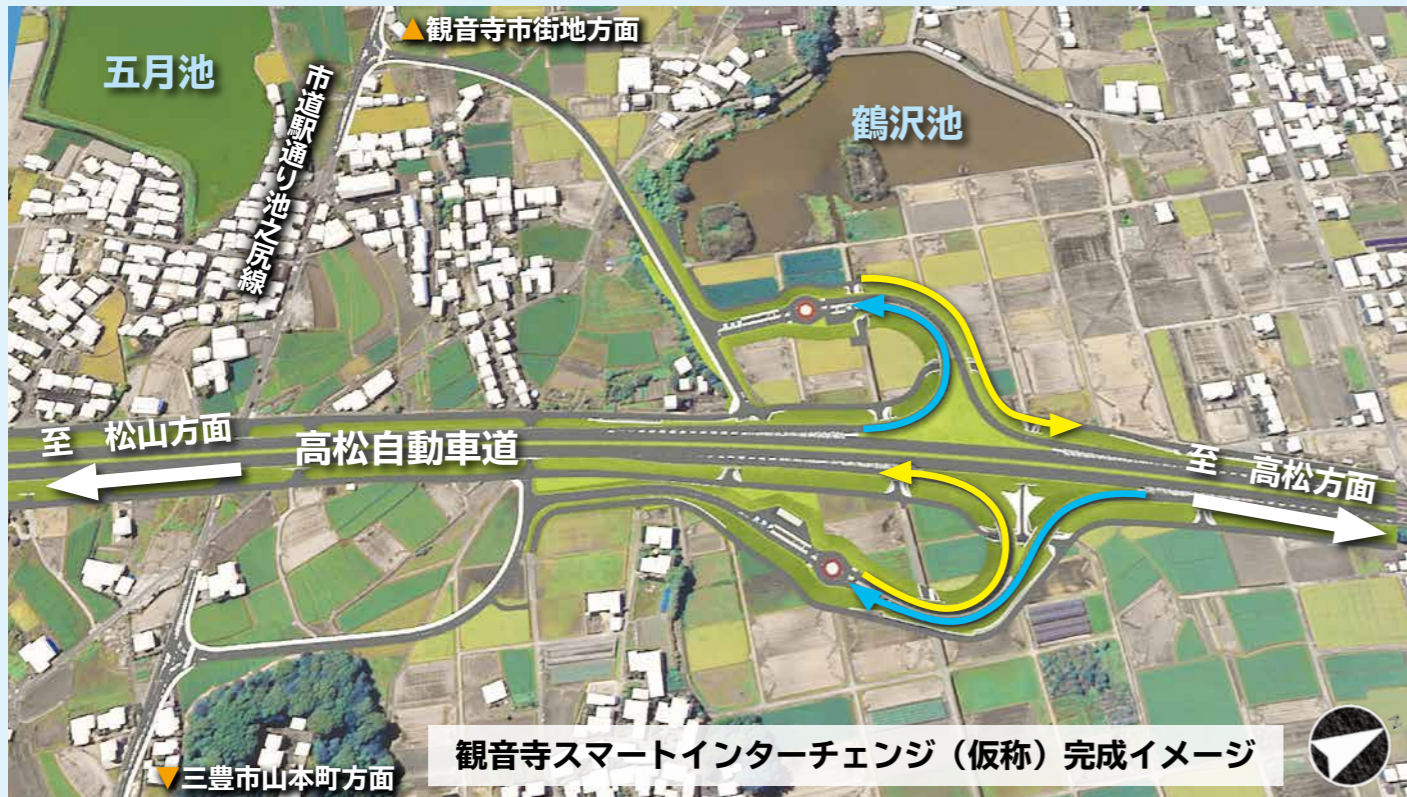 ▲観音寺市街地方面
五月池
市道駅通り池之尻線
鶴沢池
至 松山方面
高松自動車道
至 高松方面
観音寺スマートインターチェンジ（仮称）完成イメージ
▼三豊市山本町方面